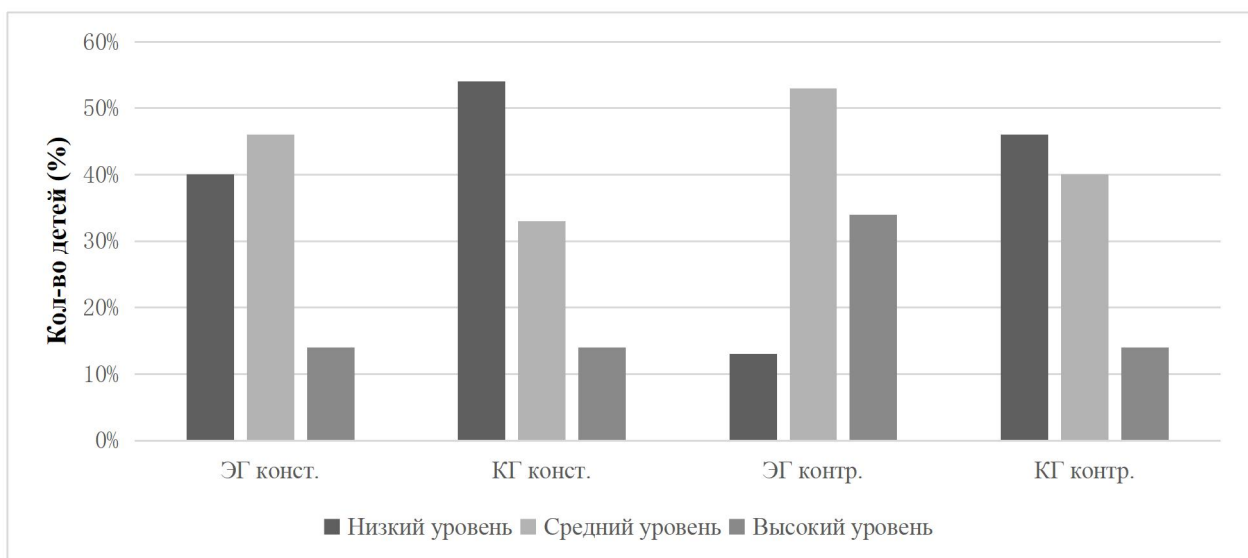 60%
50%
40%
30%
20%
10%
0%
Кол-во детей (%)
ЭГ конст. КГ конст. ЭГ контр. КГ контр.
Низкий уровень Средний уровень Высокий уровень